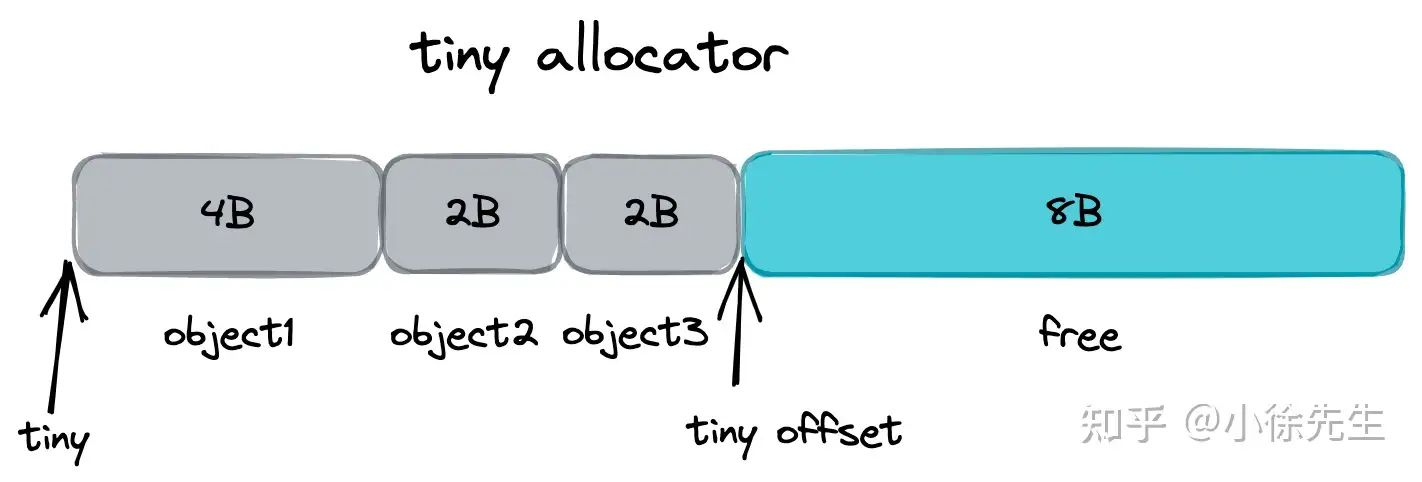 tiny allocator
4B 2B 2B 8B
object1 object2 object3 free
tiny tiny offset
知乎 @小徐先生